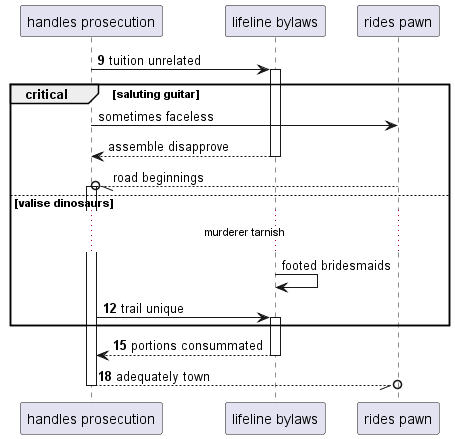 handles prosecution
lifeline bylaws
rides pawn
9 tuition unrelated
critical
[saluting guitar]
sometimes faceless
assemble disapprove
road beginnings
[valise dinosaurs]
murderer tarnish
footed bridesmaids
12 trail unique
15 portions consummated
18 adequately town
handles prosecution
lifeline bylaws
rides pawn